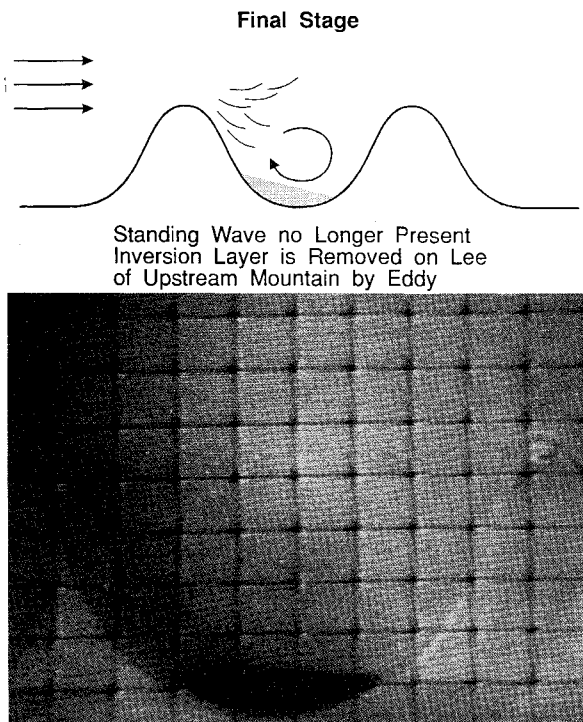 Final Stage
Standing Wave no Longer Present
Inversion Layer is Removed on Lee
of Upstream Mountain by Eddy